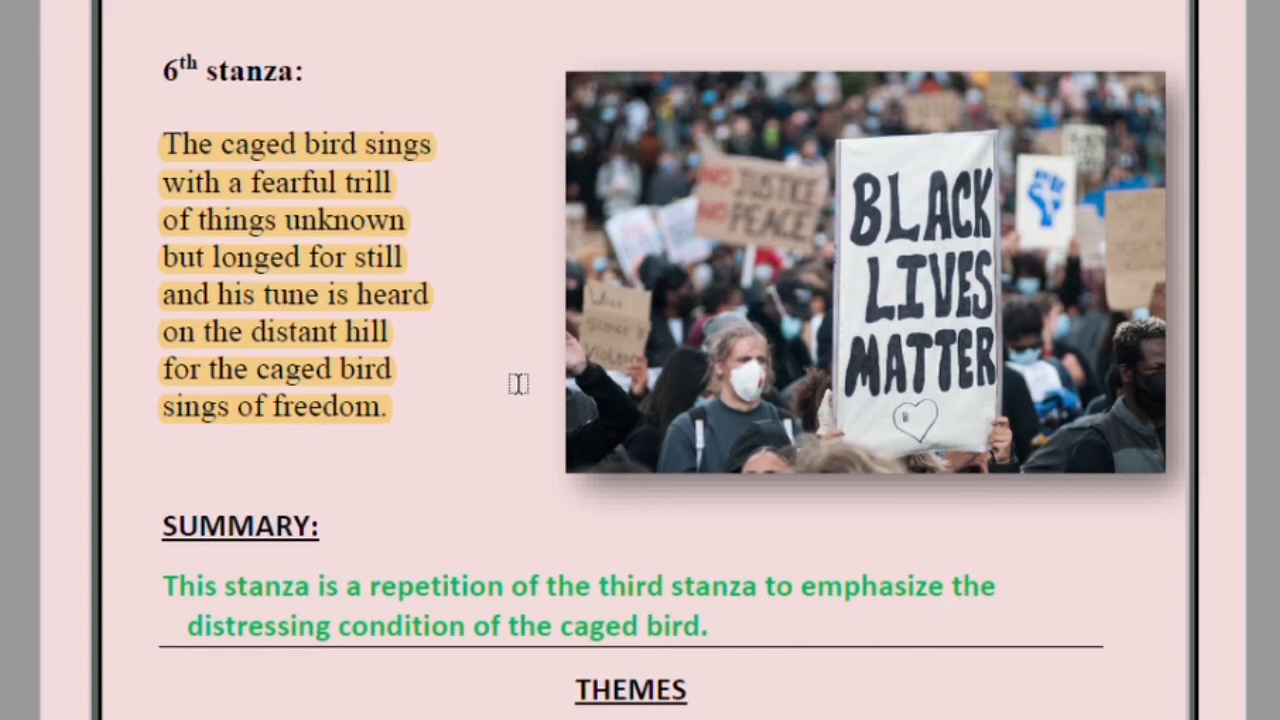 6th stanza:
The caged bird sings
with a fearful trill
of things unknown
but longed for still
and his tune is heard
on the distant hill
for the caged bird
sings of freedom.
NO JUSTICE
NO PEACE
BLACK
LIVES
MATTER
SUMMARY:
This stanza is a repetition of the third stanza to emphasize the
distressing condition of the caged bird.
THEMES